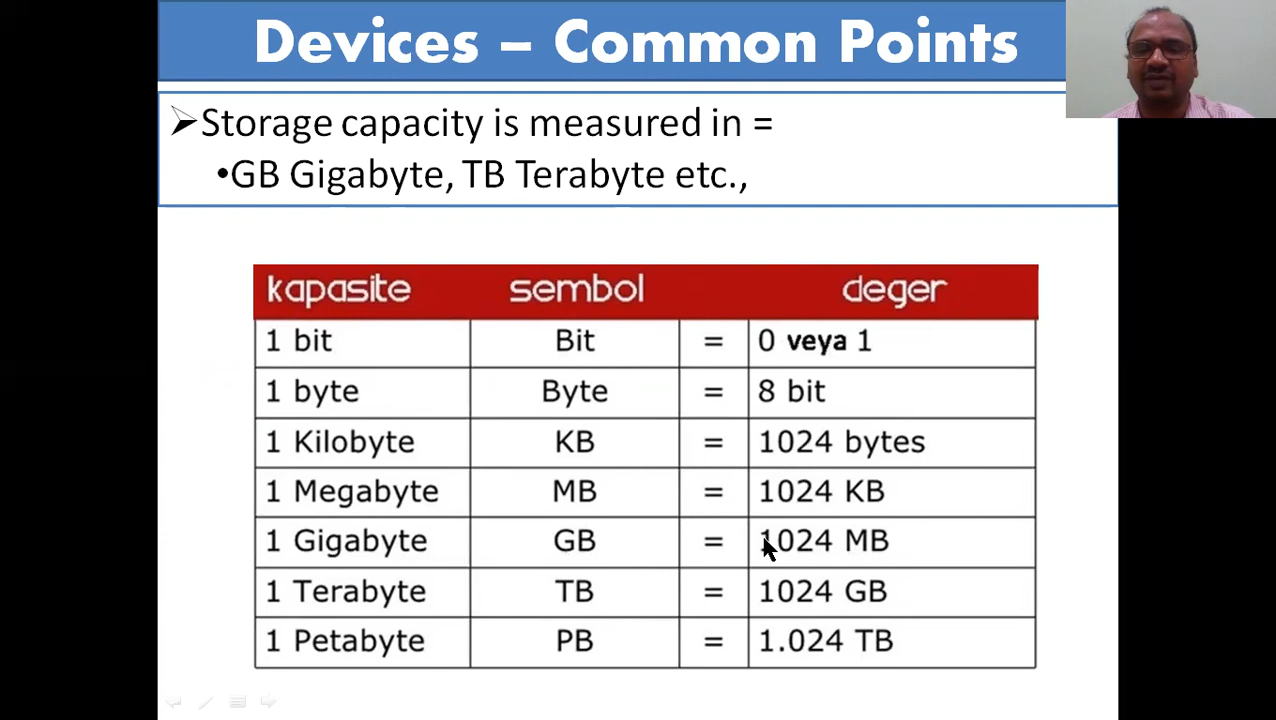 Devices – Common Points
➢Storage capacity is measured in =
•GB Gigabyte, TB Terabyte etc.,
kapasite sembol deger
1 bit Bit = 0 veya 1
1 byte Byte = 8 bit
1 Kilobyte KB = 1024 bytes
1 Megabyte MB = 1024 KB
1 Gigabyte GB = 1024 MB
1 Terabyte TB = 1024 GB
1 Petabyte PB = 1.024 TB